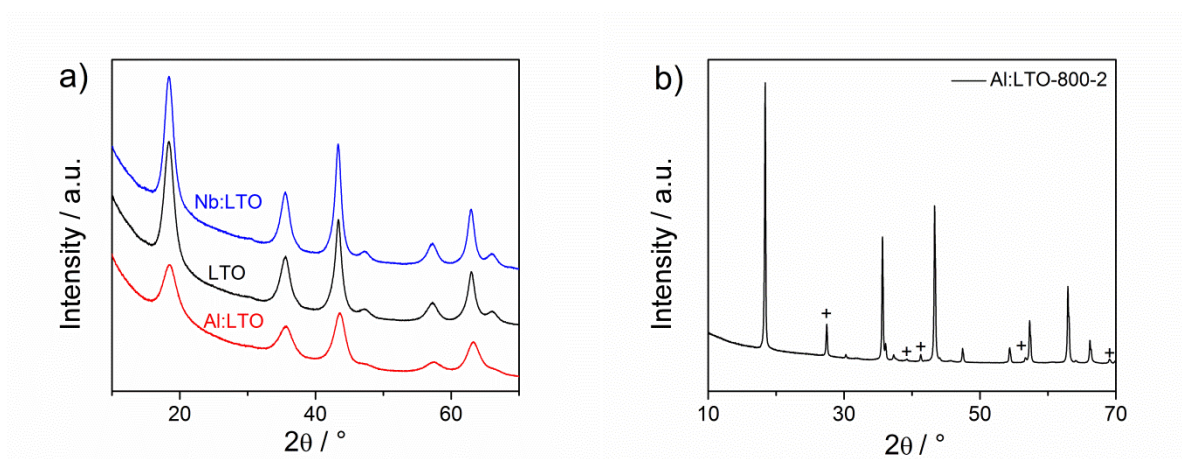 a)
Nb:LTO
LTO
Al:LTO
Intensity / a.u.
20 40 60
2θ / °
b)
Al:LTO-800-2
Intensity / a.u.
+ + + + +
10 30 50 70
2θ / °